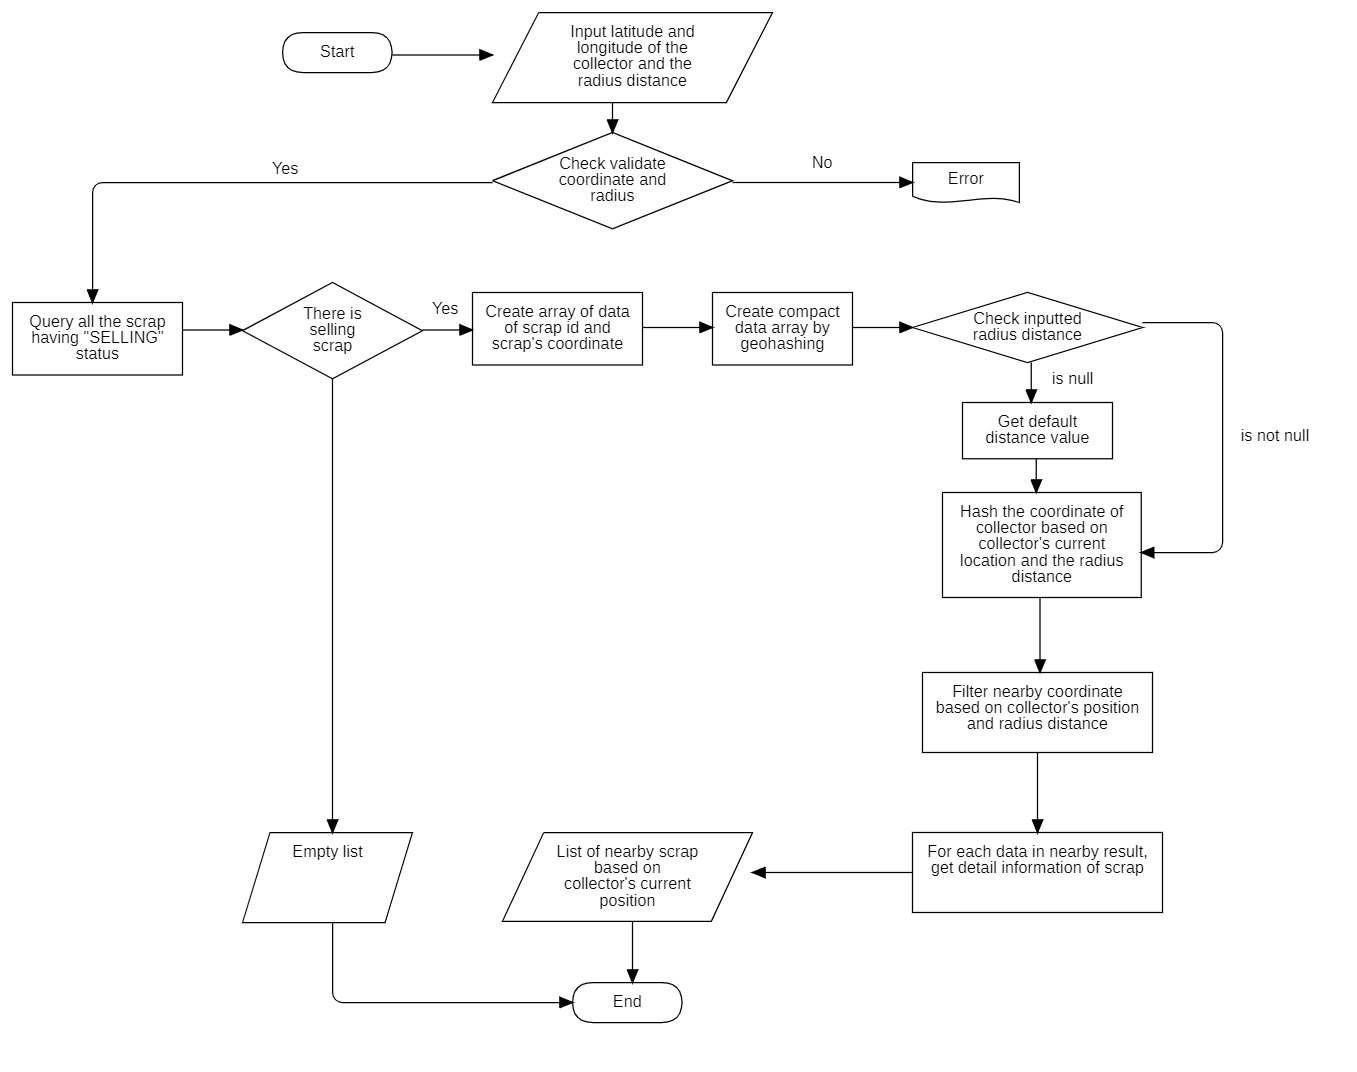 Start
Input latitude and
longitude of the
collector and the
radius distance
Check validate
coordinate and
radius
Yes
No
Error
Query all the scrap
having "SELLING"
status
There is
selling
scrap
Yes
Create array of data
of scrap id and
scrap's coordinate
Create compact
data array by
geohashing
Check inputted
radius distance
is null
is not null
Get default
distance value
Hash the coordinate of
collector based on
collector's current
location and the radius
distance
Filter nearby coordinate
based on collector's position
and radius distance
For each data in nearby result,
get detail information of scrap
List of nearby scrap
based on
collector's current
position
Empty list
End